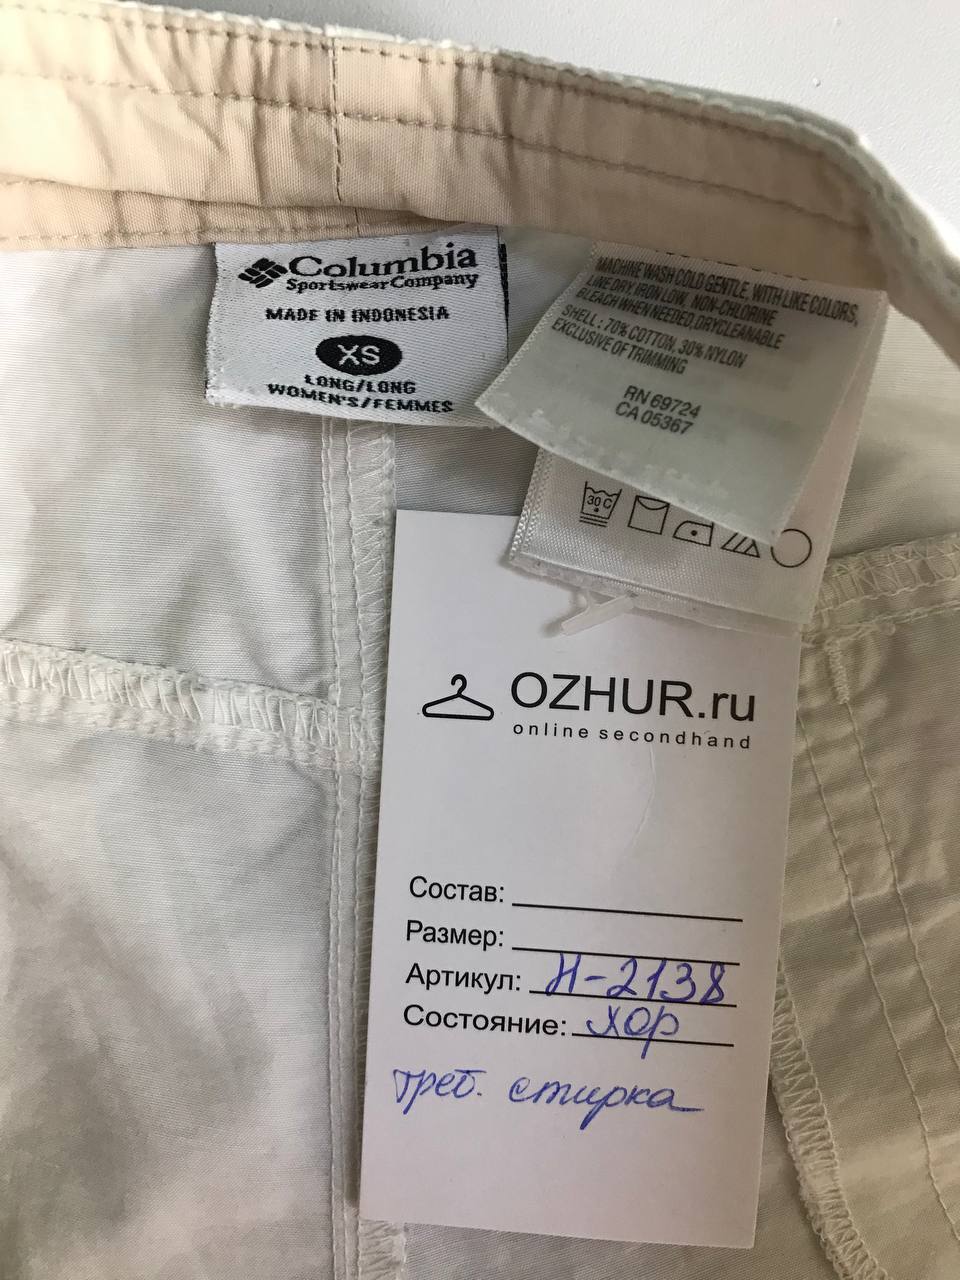 Columbia
Sportswear Company
MADE IN INDONESIA
XS
LONG/LONG
WOMEN'S/FEMMES
MACHINE WASH COLD GENTLE, WITH LIKE COLORS,
LINE DRY. IRON LOW, NON-CHLORINE
BLEACH WHEN NEEDED, DRYCLEANABLE
SHELL : 70% COTTON, 30% NYLON
EXCLUSIVE OF TRIMMING
RN 69724
CA 05367
30 C
OZHUR.ru
online secondhand
Состав:
Размер:
Артикул: Н-2138
Состояние: хор
треб. стирка